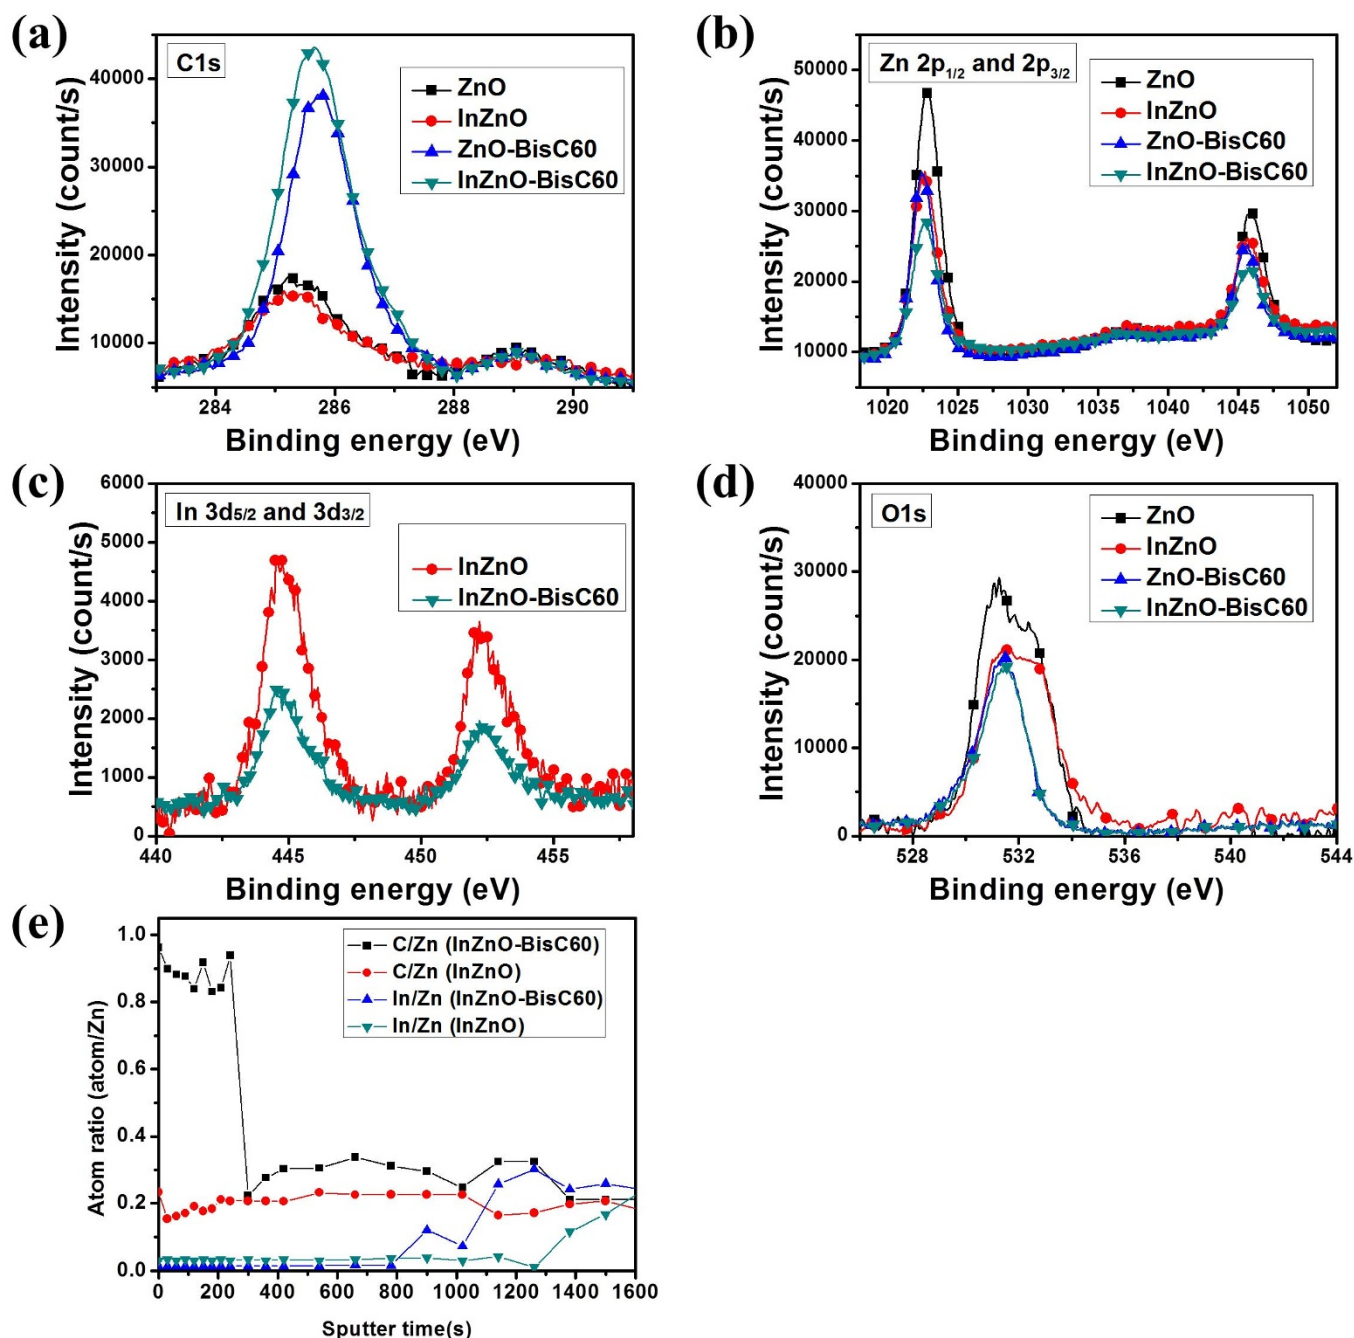 (a)
C1s
ZnO
InZnO
ZnO-BisC60
InZnO-BisC60
Intensity (count/s)
40000
30000
20000
10000
284 286 288 290
Binding energy (eV)
(b)
Zn 2p1/2 and 2p3/2
ZnO
InZnO
ZnO-BisC60
InZnO-BisC60
Intensity (count/s)
50000
40000
30000
20000
10000
1020 1025 1030 1035 1040 1045 1050
Binding energy (eV)
(c)
In 3d5/2 and 3d3/2
InZnO
InZnO-BisC60
Intensity (count/s)
6000
5000
4000
3000
2000
1000
0
440 445 450 455
Binding energy (eV)
(d)
O1s
ZnO
InZnO
ZnO-BisC60
InZnO-BisC60
Intensity (count/s)
40000
30000
20000
10000
0
528 532 536 540 544
Binding energy (eV)
(e)
C/Zn (InZnO-BisC60)
C/Zn (InZnO)
In/Zn (InZnO-BisC60)
In/Zn (InZnO)
Atom ratio (atom/Zn)
1.0
0.8
0.6
0.4
0.2
0.0
0 200 400 600 800 1000 1200 1400 1600
Sputter time(s)